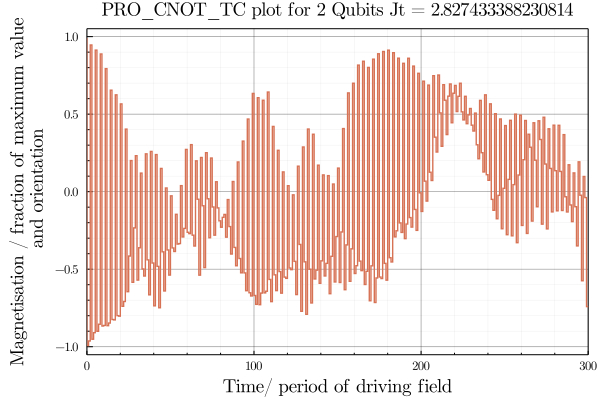 PRO_CNOT_TC plot for 2 Qubits Jt = 2.827433388230814
Magnetisation / fraction of maximum value
and orientation
1.0
0.5
0.0
−0.5
−1.0
0 100 200 300
Time/ period of driving field